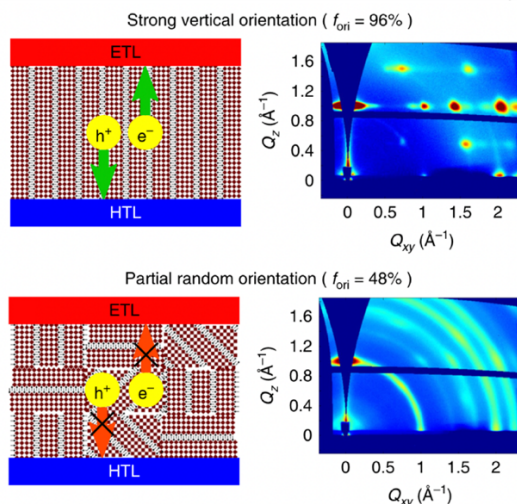 Strong vertical orientation ( fori = 96%)
ETL
h+
e−
HTL
Qz (Å−1)
1.6
1.2
0.8
0.4
0
0.5
1
1.5
2
Qxy (Å−1)
Partial random orientation ( fori = 48%)
ETL
h+
e−
HTL
Qz (Å−1)
1.6
1.2
0.8
0.4
0
0.5
1
1.5
2
Qxy (Å−1)